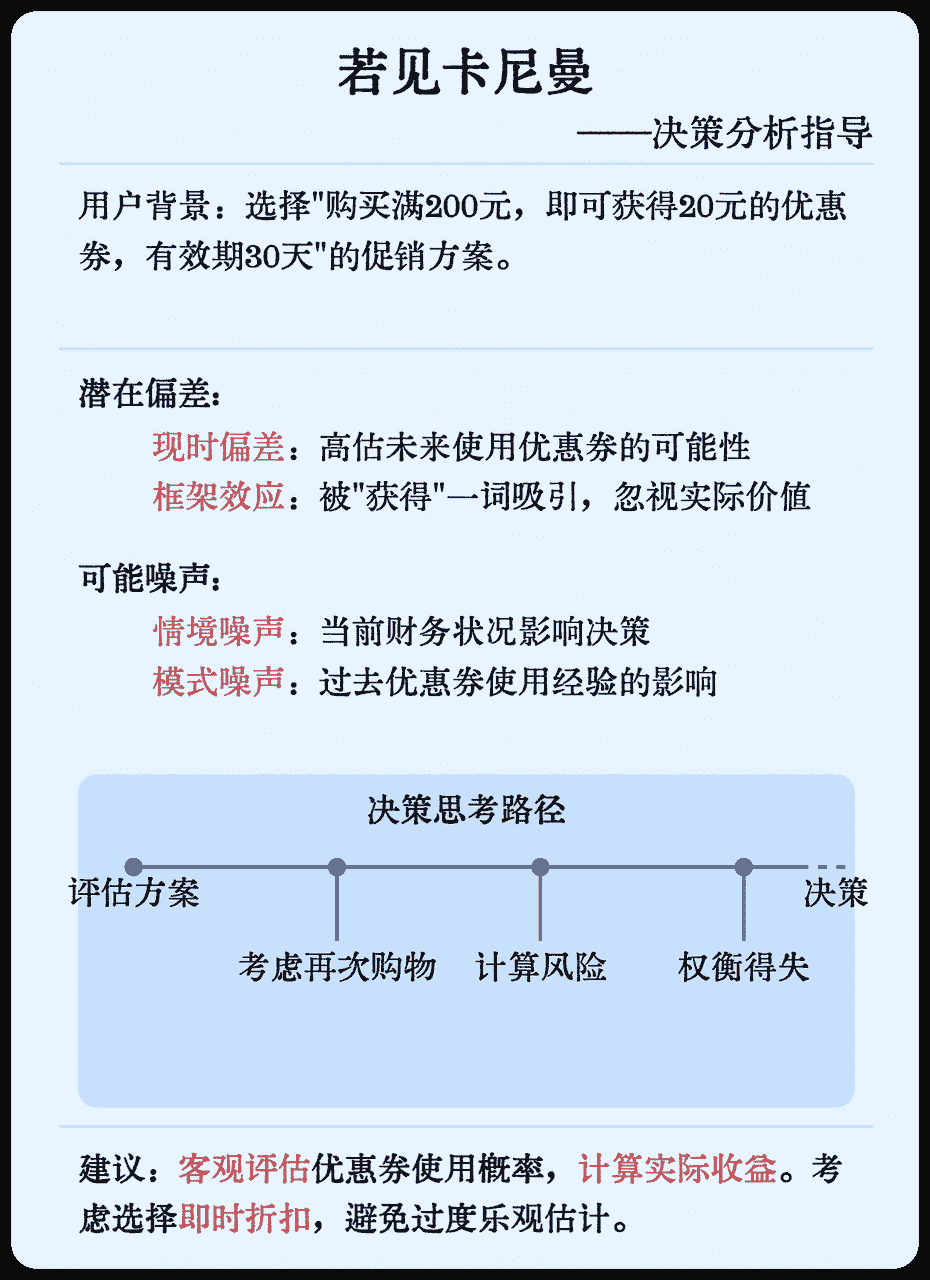 若见卡尼曼
——决策分析指导
用户背景：选择"购买满200元，即可获得20元的优惠
券，有效期30天"的促销方案。
潜在偏差：
现时偏差：高估未来使用优惠券的可能性
框架效应：被"获得"一词吸引，忽视实际价值
可能噪声：
情境噪声：当前财务状况影响决策
模式噪声：过去优惠券使用经验的影响
决策思考路径
评估方案
决策
考虑再次购物
计算风险
权衡得失
建议：客观评估优惠券使用概率，计算实际收益。考
虑选择即时折扣，避免过度乐观估计。